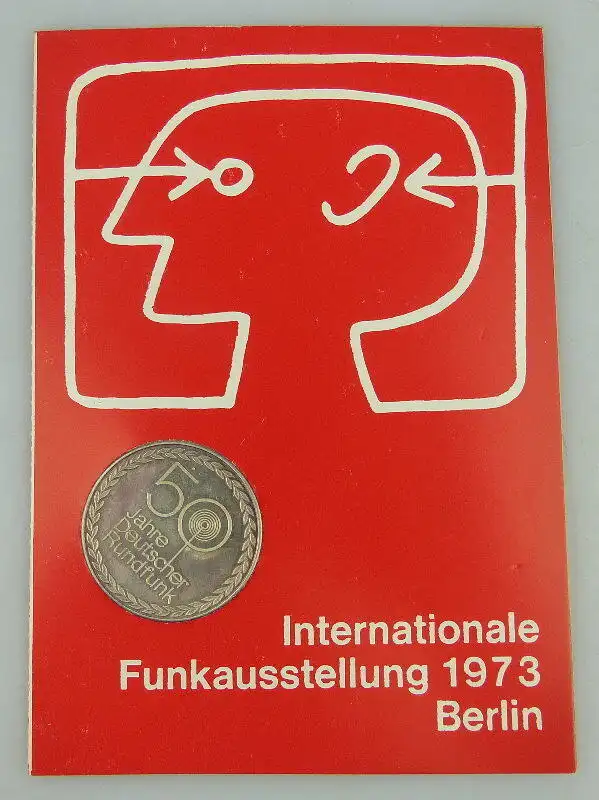 50
Jahre
Deutscher
Rundfunk
Internationale
Funkausstellung 1973
Berlin